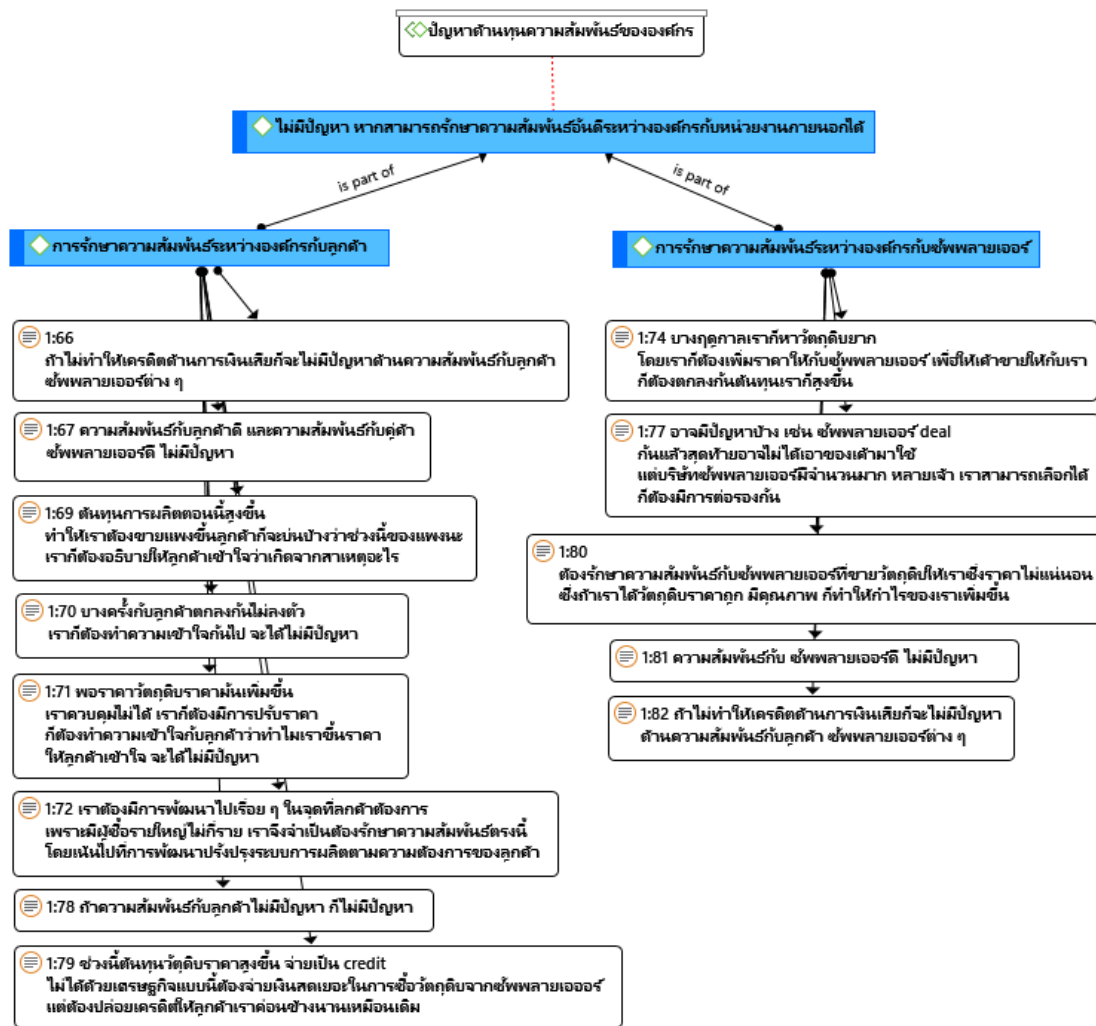 ปัญหาด้านทุนความสัมพันธ์ขององค์กร
ไม่มีปัญหา หากสามารถรักษาความสัมพันธ์อันดีระหว่างองค์กรกับหน่วยงานภายนอกได้
is part of
is part of
การรักษาความสัมพันธ์ระหว่างองค์กรกับลูกค้า
1:66
ถ้าไม่ทำให้เครดิตด้านการเงินเสียก็จะไม่มีปัญหาด้านความสัมพันธ์กับลูกค้า
ซัพพลายเออร์ต่าง ๆ
1:67 ความสัมพันธ์กับลูกค้าดี และความสัมพันธ์กับคู่ค้า
ซัพพลายเออร์ดี ไม่มีปัญหา
1:69 ต้นทุนการผลิตตอนนี้สูงขึ้น
ทำให้เราต้องขายแพงขึ้นลูกค้าก็จะบ่นบ้างว่าช่วงนี้ของแพงนะ
เราก็ต้องอธิบายให้ลูกค้าเข้าใจว่าเกิดจากสาเหตุอะไร
1:70 บางครั้งกับลูกค้าตกลงกันไม่ลงตัว
เราก็ต้องทำความเข้าใจกันไป จะได้ไม่มีปัญหา
1:71 พอราคาวัตถุดิบราคามันเพิ่มขึ้น
เราควบคุมไม่ได้ เราก็ต้องมีการปรับราคา
ก็ต้องทำความเข้าใจกับลูกค้าว่าทำไมเราขึ้นราคา
ให้ลูกค้าเข้าใจ จะได้ไม่มีปัญหา
1:72 เราต้องมีการพัฒนาไปเรื่อย ๆ ในจุดที่ลกค้าต้องการ
เพราะมีผู้ซื้อรายใหญ่ไม่กี่ราย เราจึงจำเป็นต้องรักษาความสัมพันธ์ตรงนี้
โดยเน้นไปที่การพัฒนาปรังปรุงระบบการผลิตตามความต้องการของลูกค้า
1:78 ถ้าความสัมพันธ์กับลูกค้าไม่มีปัญหา ก็ไม่มีปัญหา
1:79 ช่วงนี้ต้นทุนวัตุดิบราคาสูงขึ้น จ่ายเป็น credit
ไม่ได้ด้วยเศรษฐกิจแบบนี้ต้องจ่ายเงินสดเยอะในการซื้อวัตถุดิบจากซัพพลายเอออร์
แต่ต้องปล่อยเครดิตให้ลูกค้าเราค่อนข้างนานเหมือนเดิม
การรักษาความสัมพันธ์ระหว่างองค์กรกับซัพพลายเออร์
1:74 บางฤดูกาลเราก็หาวัตถุดิบยาก
โดยเราก็ต้องเพิ่มราคาให้กับซัพพลายเออร์ เพื่อให้เค้าขายให้กับเรา
ก็ต้องตกลงกันต้นทุนเราก็สูงขึ้น
1:77 อาจมีปัญหาบ้าง เช่น ซัพพลายเออร์ deal
กันแล้วสุดท้ายอาจไม่ได้เอาของเค้ามาใช้
แต่บริษัทซัพพลายเออร์มีจำนวนมาก หลายเจ้า เราสามารถเลือกได้
ก็ต้องมีการต่อรองกัน
1:80
ต้องรักษาความสัมพันธ์กับซัพพลายเออร์ที่ขายวัตถุดิบให้เราซึ่งราคาไม่แน่นอน
ซึ่งถ้าเราได้วัตถุดิบราคาถูก มีคุณภาพ ก็ทำให้กำไรของเราเพิ่มขึ้น
1:81 ความสัมพันธ์กับ ซัพพลายเออร์ดี ไม่มีปัญหา
1:82 ถ้าไม่ทำให้เครดิตด้านการเงินเสียก็จะไม่มีปัญหา
ด้านความสัมพันธ์กับลูกค้า ซัพพลายเออร์ต่าง ๆ